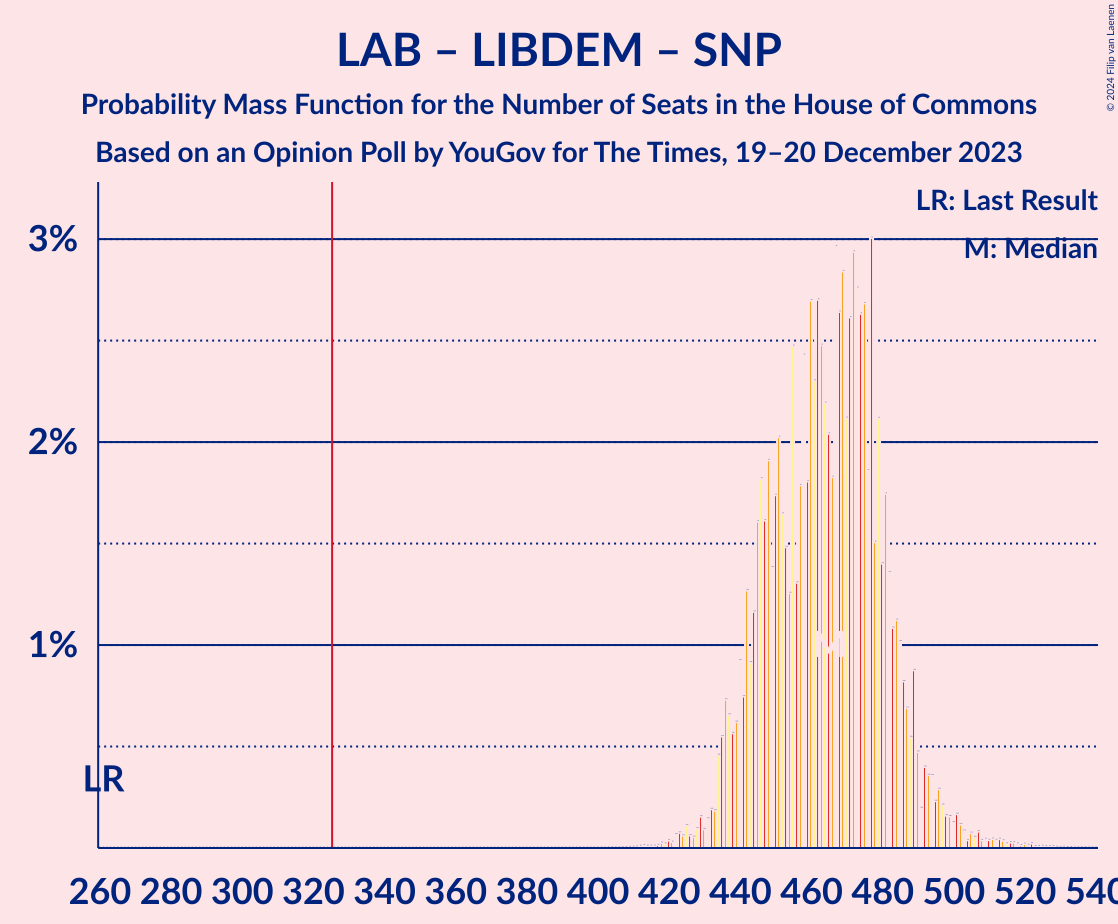 LAB – LIBDEM – SNP
Probability Mass Function for the Number of Seats in the House of Commons
Based on an Opinion Poll by YouGov for The Times, 19–20 December 2023
© 2024 Filip van Laenen
LR: Last Result
M: Median
3%
2%
1%
M
LR
260 280 300 320 340 360 380 400 420 440 460 480 500 520 540